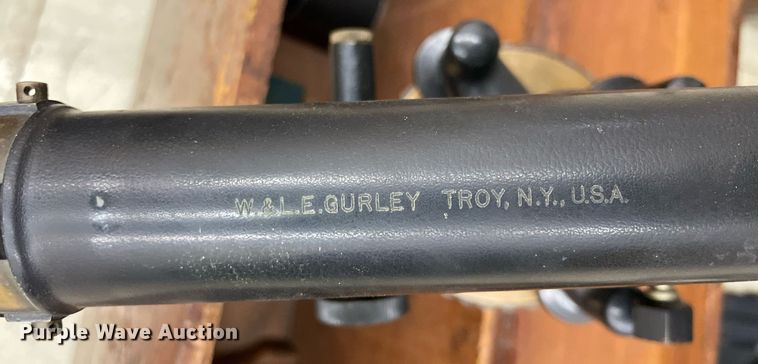 W.&L.E.GURLEY TROY, N.Y., U.S.A.
Purple Wave Auction